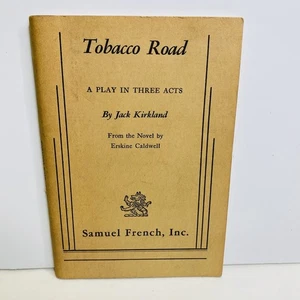 Tobacco Road
A PLAY IN THREE ACTS
By Jack Kirkland
From the Novel by
Erskine Caldwell
Samuel French, Inc.